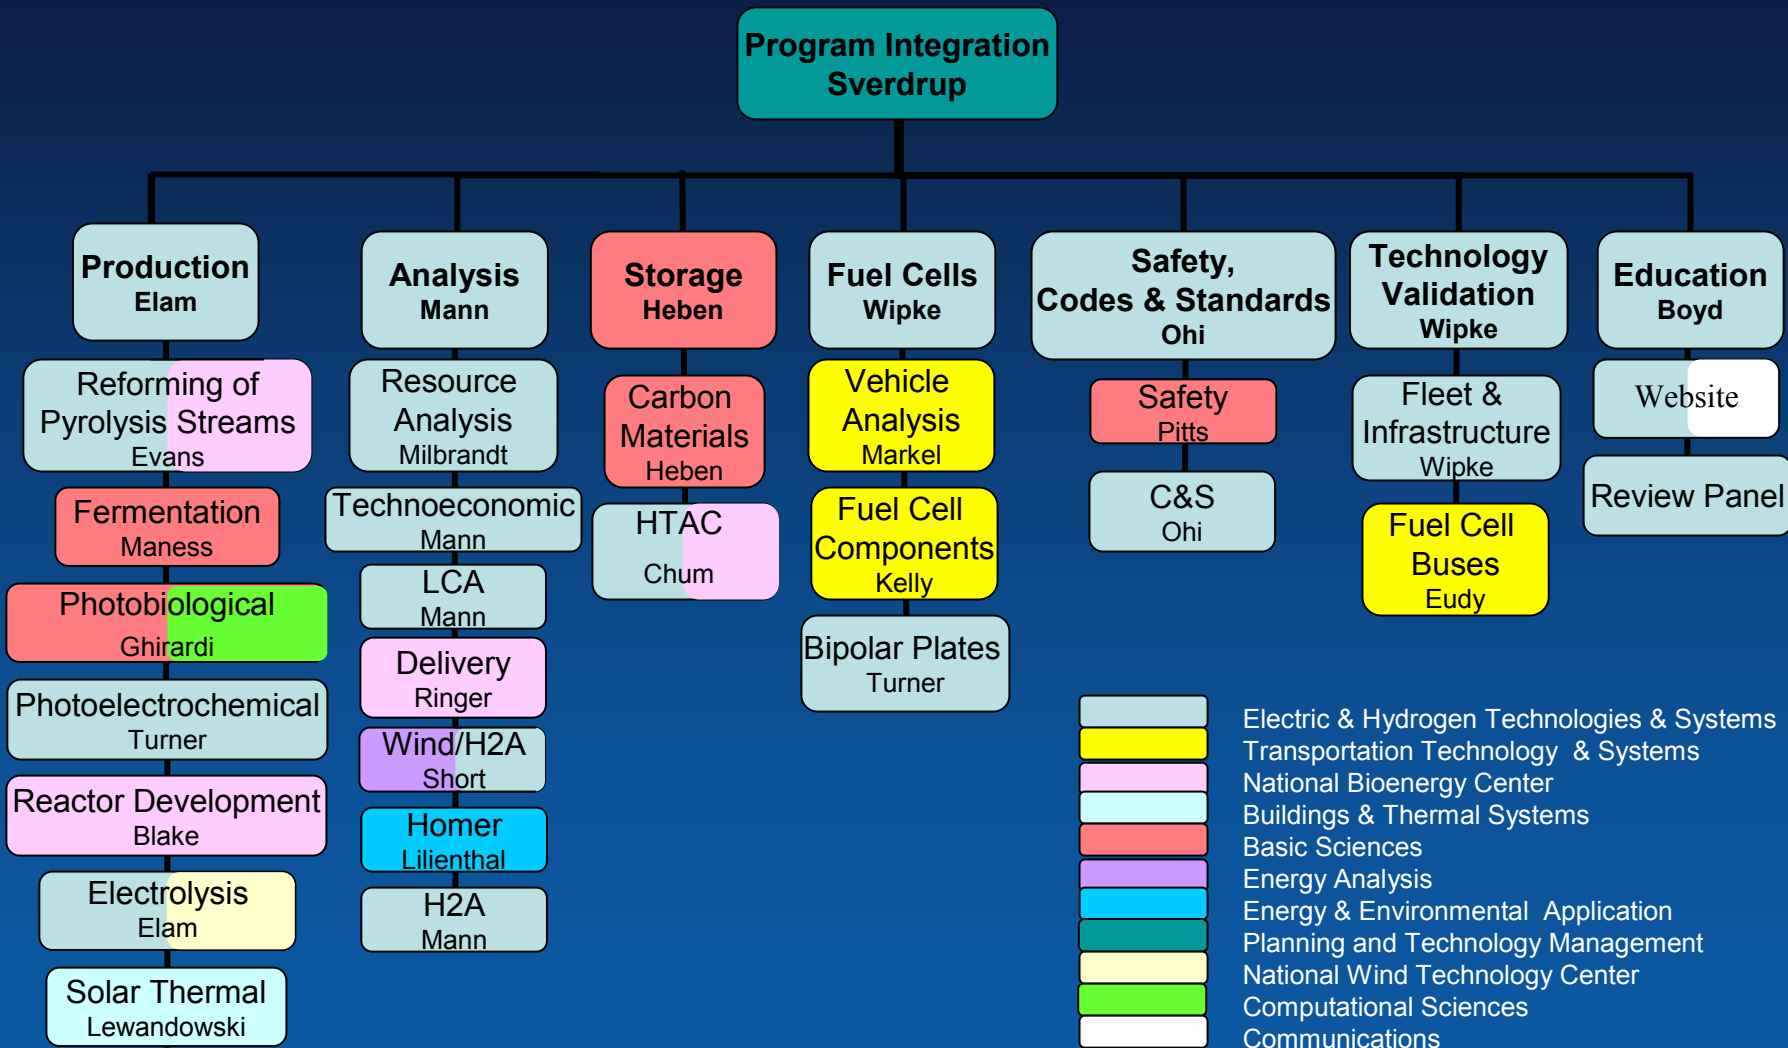 Program Integration
Sverdrup
Production
Elam
Reforming of
Pyrolysis Streams
Evans
Fermentation
Maness
Photobiological
Ghirardi
Photoelectrochemical
Turner
Reactor Development
Blake
Electrolysis
Elam
Solar Thermal
Lewandowski
Analysis
Mann
Resource
Analysis
Milbrandt
Technoeconomic
Mann
LCA
Mann
Delivery
Ringer
Wind/H2A
Short
Homer
Lilienthal
H2A
Mann
Storage
Heben
Carbon
Materials
Heben
HTAC
Chum
Fuel Cells
Wipke
Vehicle
Analysis
Markel
Fuel Cell
Components
Kelly
Bipolar Plates
Turner
Safety,
Codes & Standards
Ohi
Safety
Pitts
C&S
Ohi
Technology
Validation
Wipke
Fleet &
Infrastructure
Wipke
Fuel Cell
Buses
Eudy
Education
Boyd
Website
Review Panel
Electric & Hydrogen Technologies & Systems
Transportation Technology & Systems
National Bioenergy Center
Buildings & Thermal Systems
Basic Sciences
Energy Analysis
Energy & Environmental Application
Planning and Technology Management
National Wind Technology Center
Computational Sciences
Communications